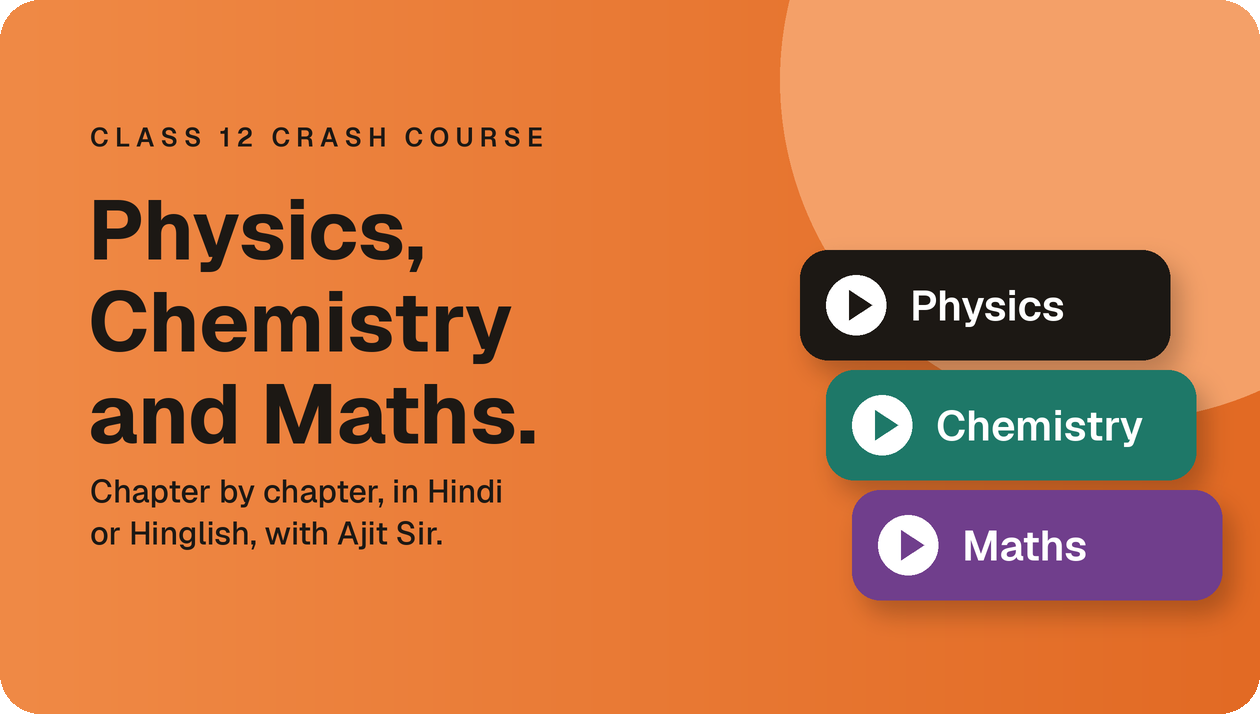 CLASS 12 CRASH COURSE
Physics,
Chemistry
and Maths.
Chapter by chapter, in Hindi
or Hinglish, with Ajit Sir.
Physics
Chemistry
Maths